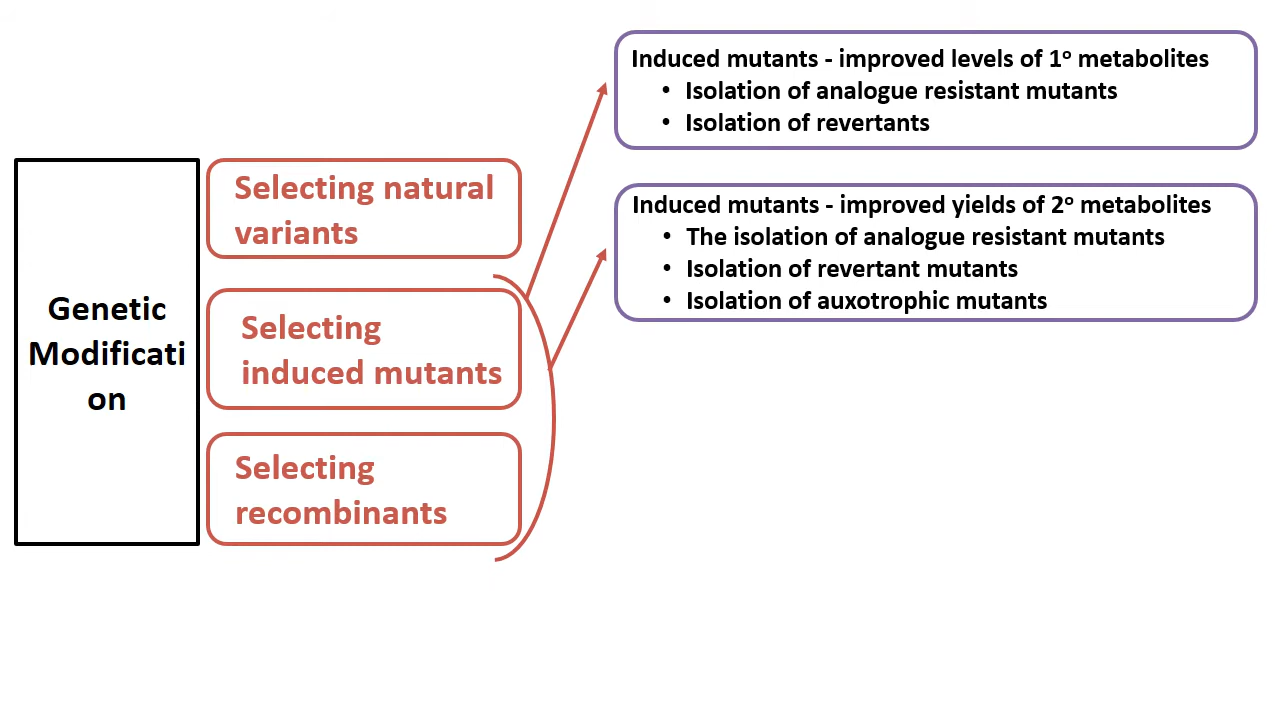 Genetic
Modificati
on
Selecting natural
variants
Selecting
induced mutants
Selecting
recombinants
Induced mutants - improved levels of 1º metabolites
• Isolation of analogue resistant mutants
• Isolation of revertants
Induced mutants - improved yields of 2º metabolites
• The isolation of analogue resistant mutants
• Isolation of revertant mutants
• Isolation of auxotrophic mutants